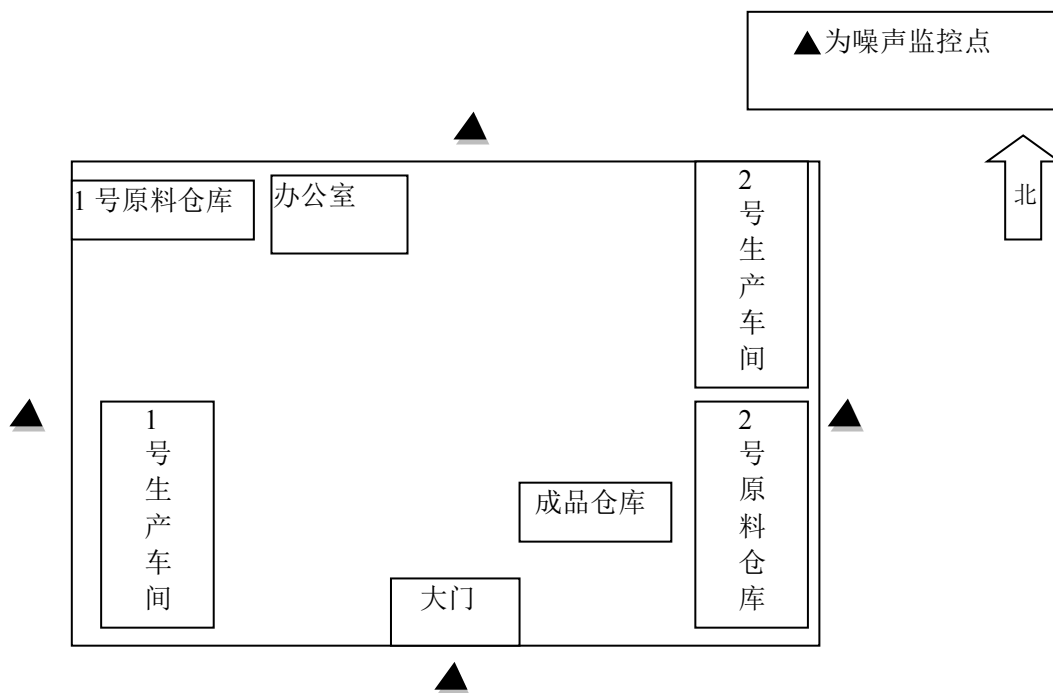 ▲为噪声监控点
北
1 号原料仓库
办公室
2号生产车间
1号生产车间
2号原料仓库
成品仓库
大门